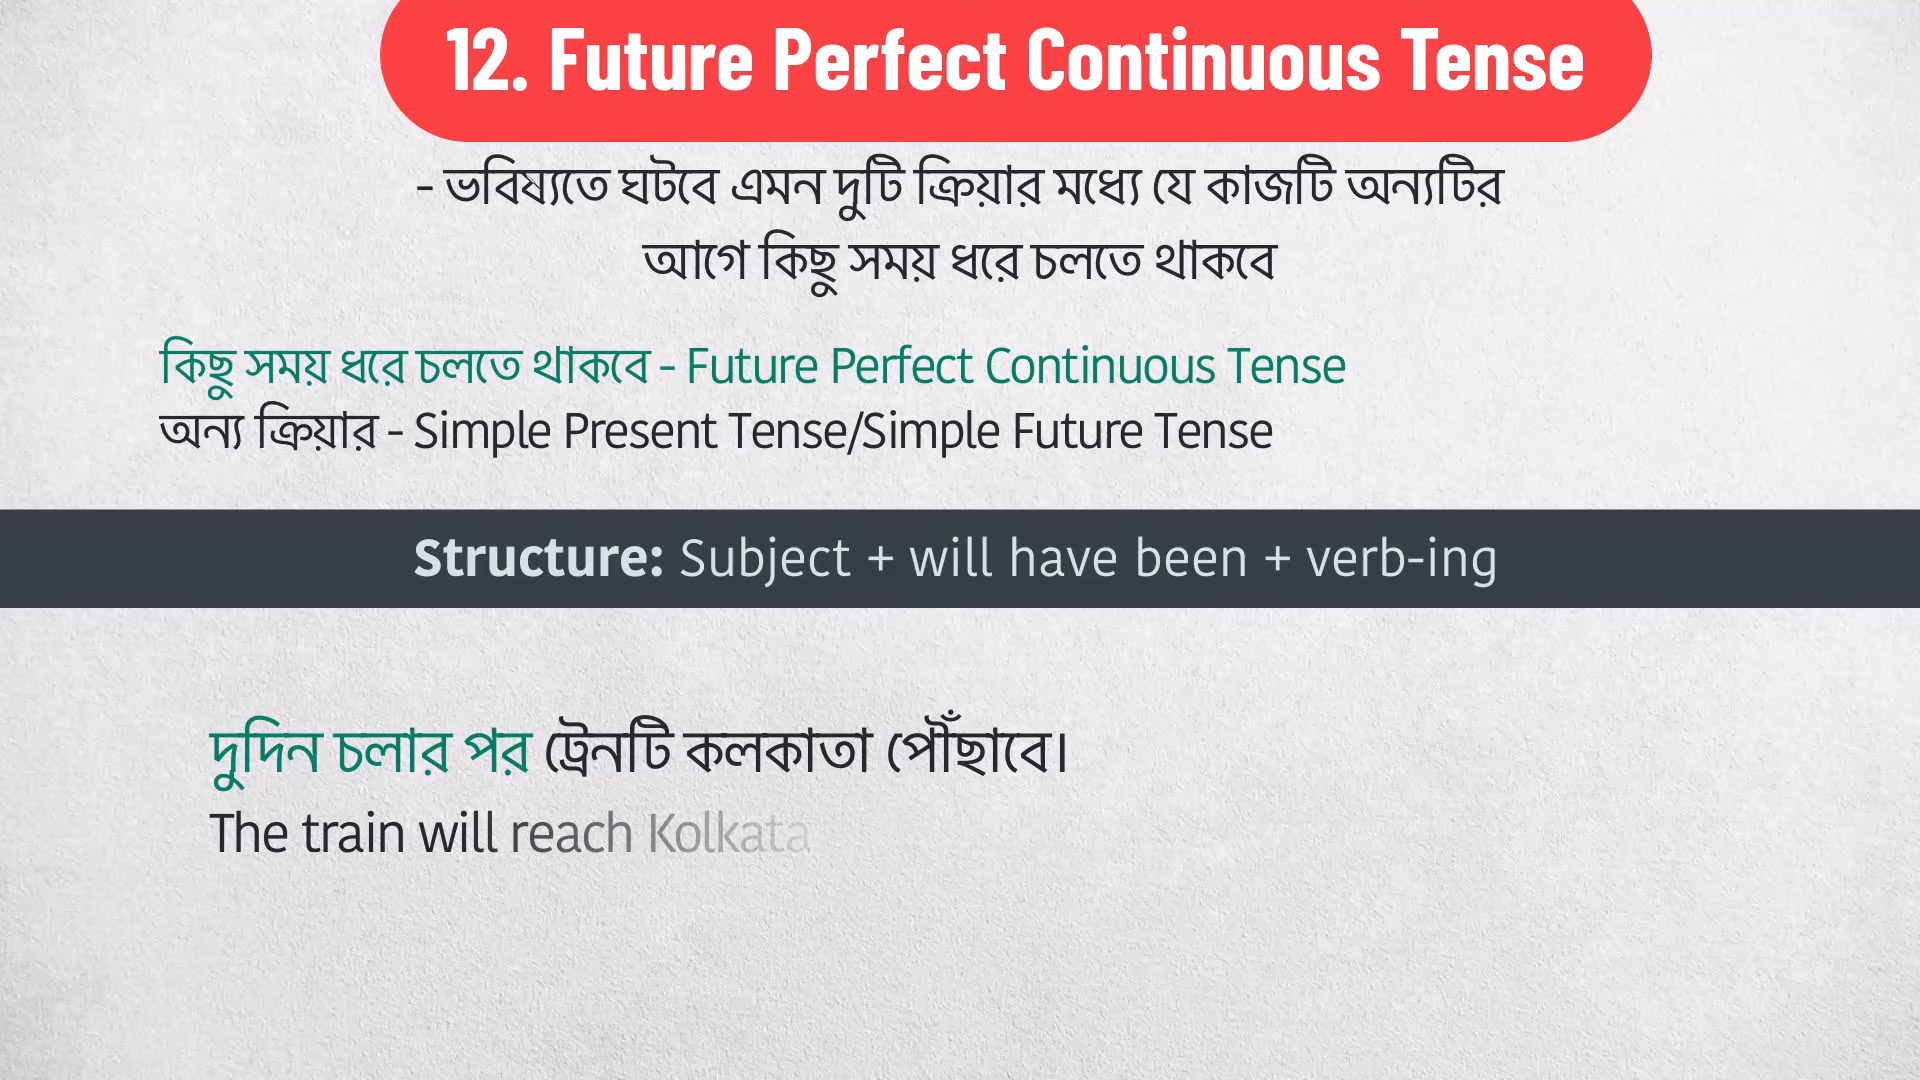 12. Future Perfect Continuous Tense
- ভবিষ্যতে ঘটবে এমন দুটি ক্রিয়ার মধ্যে যে কাজটি অন্যটির
আগে কিছু সময় ধরে চলতে থাকবে
কিছু সময় ধরে চলতে থাকবে - Future Perfect Continuous Tense
অন্য ক্রিয়ার - Simple Present Tense/Simple Future Tense
Structure: Subject + will have been + verb-ing
দুদিন চলার পর ট্রেনটি কলকাতা পৌঁছাবে।
The train will reach Kolkata